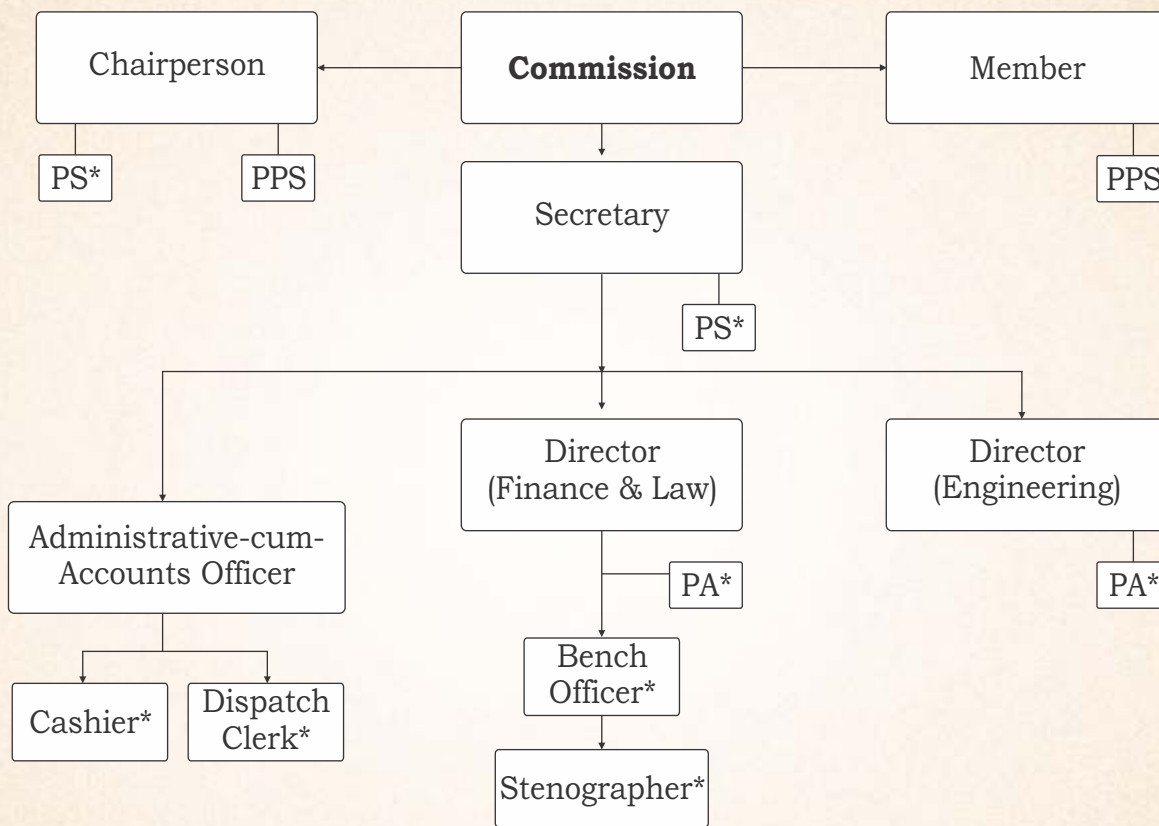 Chairperson
Commission
Member
PS*
PPS
PPS
Secretary
PS*
Director
(Finance & Law)
Director
(Engineering)
Administrative-cum-
Accounts Officer
PA*
PA*
Bench
Officer*
Cashier*
Dispatch
Clerk*
Stenographer*